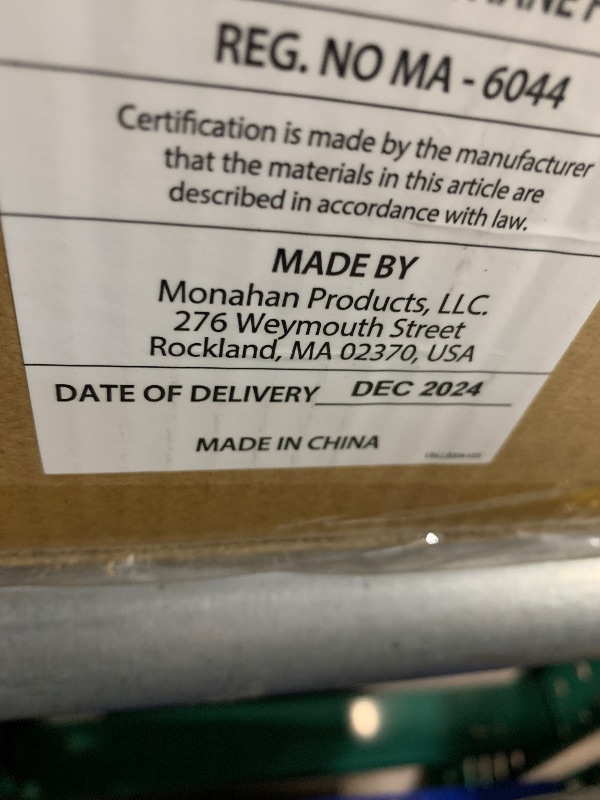 REG. NO MA - 6044
Certification is made by the manufacturer
that the materials in this article are
described in accordance with law.
MADE BY
Monahan Products, LLC.
276 Weymouth Street
Rockland, MA 02370, USA
DATE OF DELIVERY DEC 2024
MADE IN CHINA